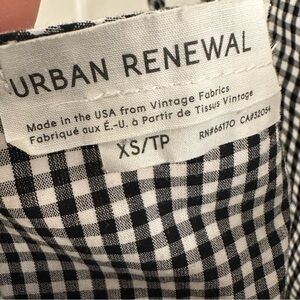 URBAN RENEWAL
Made in the USA from Vintage Fabrics
Fabriqué aux É.-U. à Partir de Tissus Vintage
XS/TP
RN#66170 CA#32054